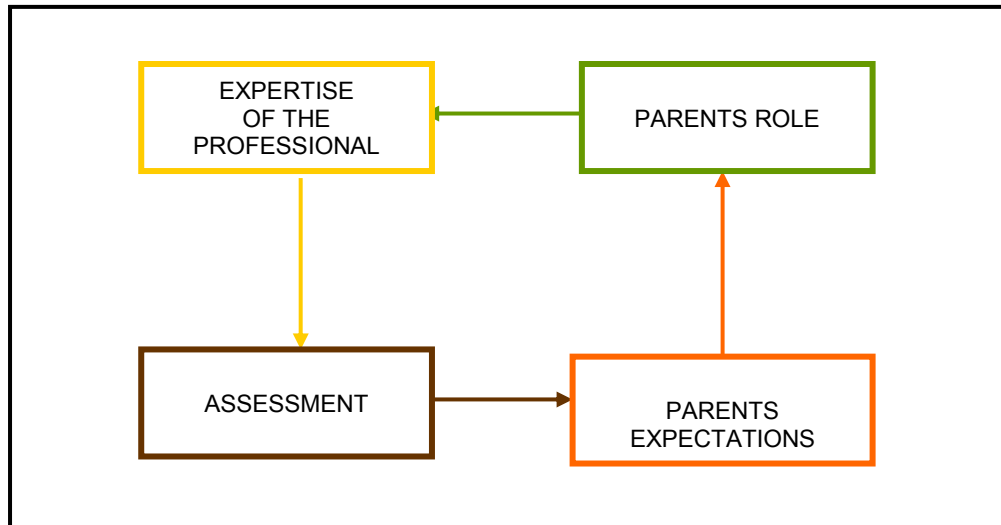 EXPERTISE
OF THE
PROFESSIONAL
PARENTS ROLE
ASSESSMENT
PARENTS
EXPECTATIONS